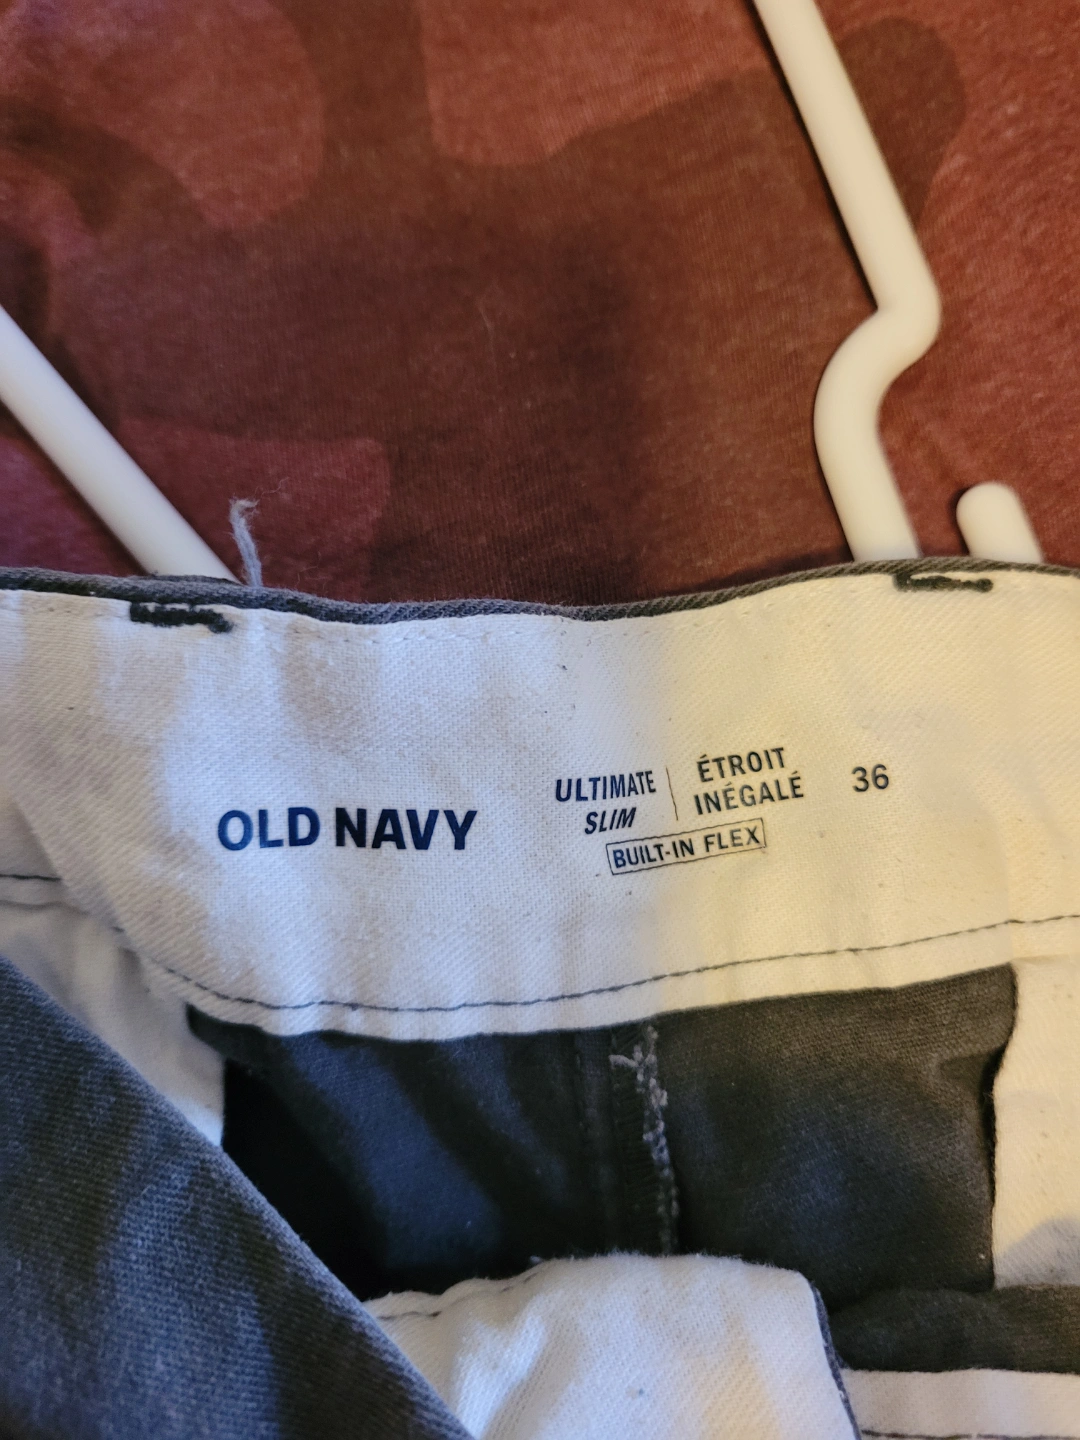 OLD NAVY
ULTIMATE
SLIM
ÉTROIT
INÉGALÉ
BUILT-IN FLEX
36